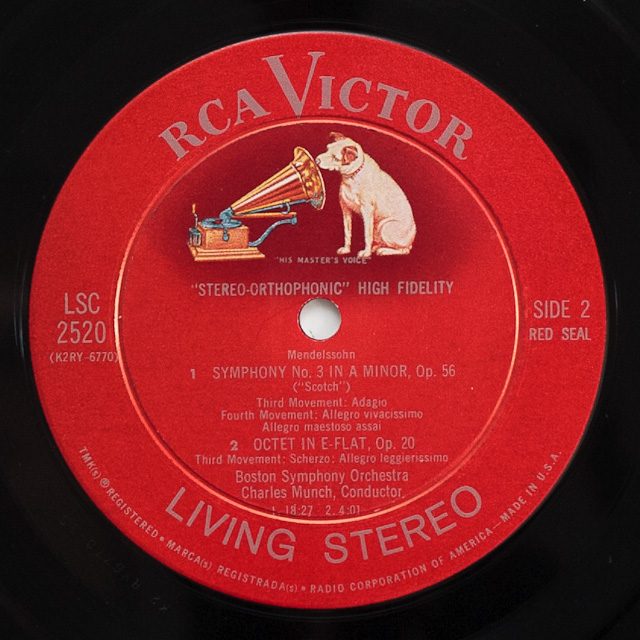 RCA VICTOR
"HIS MASTER'S VOICE"
"STEREO-ORTHOPHONIC" HIGH FIDELITY
LSC
2520
(K2RY-6770)
SIDE 2
RED SEAL
Mendelssohn
1 SYMPHONY No. 3 IN A MINOR, Op. 56
("Scotch")
Third Movement: Adagio
Fourth Movement: Allegro vivacissimo
Allegro maestoso assai
2 OCTET IN E-FLAT, Op. 20
Third Movement: Scherzo: Allegro leggierissimo
Boston Symphony Orchestra
Charles Munch, Conductor
1. 18:27 2. 4:01
LIVING STEREO
TMK(s) ® REGISTERED • MARCA(s) REGISTRADA(s) • RADIO CORPORATION OF AMERICA—MADE IN U.S.A.